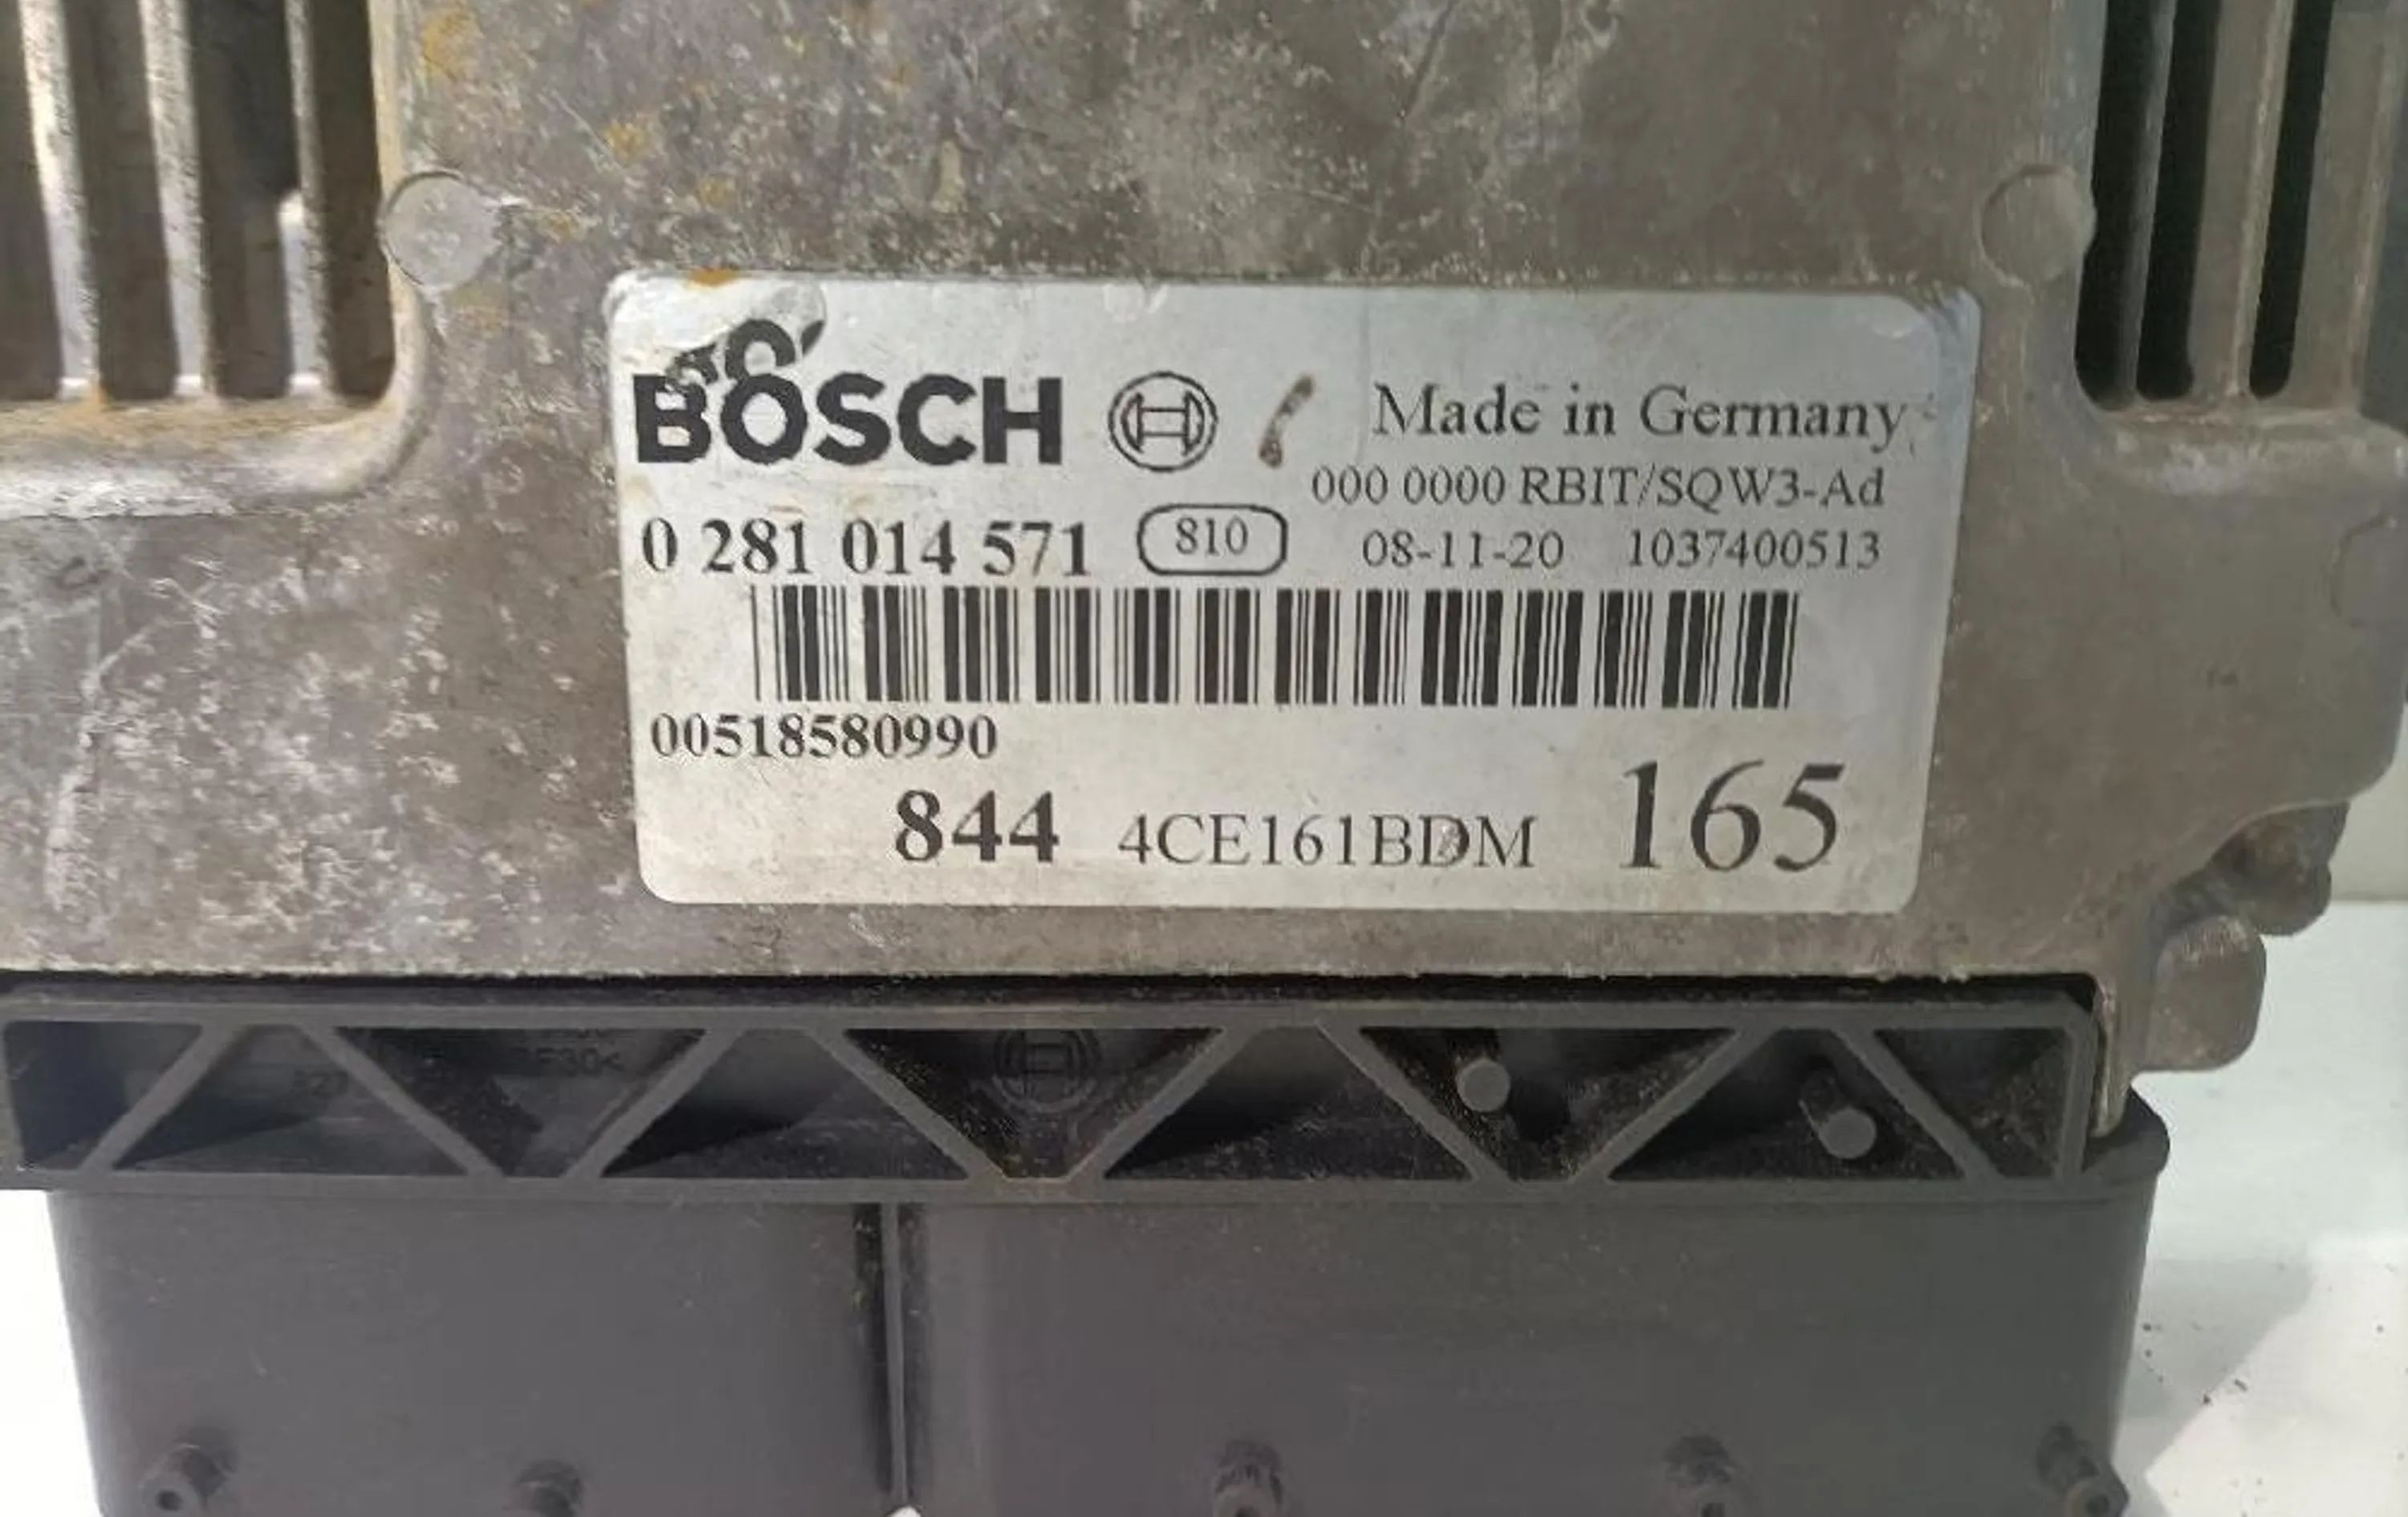 BOSCH Made in Germany
000 0000 RBIT/SQW3-Ad
0 281 014 571 810 08-11-20 1037400513
00518580990
844 4CE161BDM 165